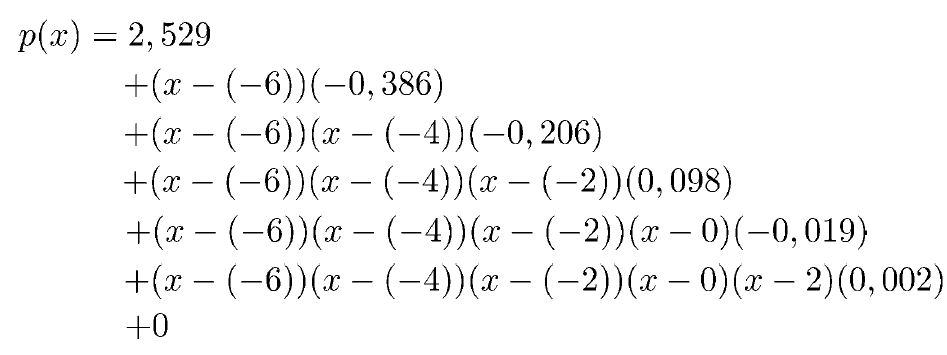 p(x) = 2,529
+(x − (−6))(−0,386)
+(x − (−6))(x − (−4))(−0,206)
+(x − (−6))(x − (−4))(x − (−2))(0,098)
+(x − (−6))(x − (−4))(x − (−2))(x − 0)(−0,019)
+(x − (−6))(x − (−4))(x − (−2))(x − 0)(x − 2)(0,002)
+0